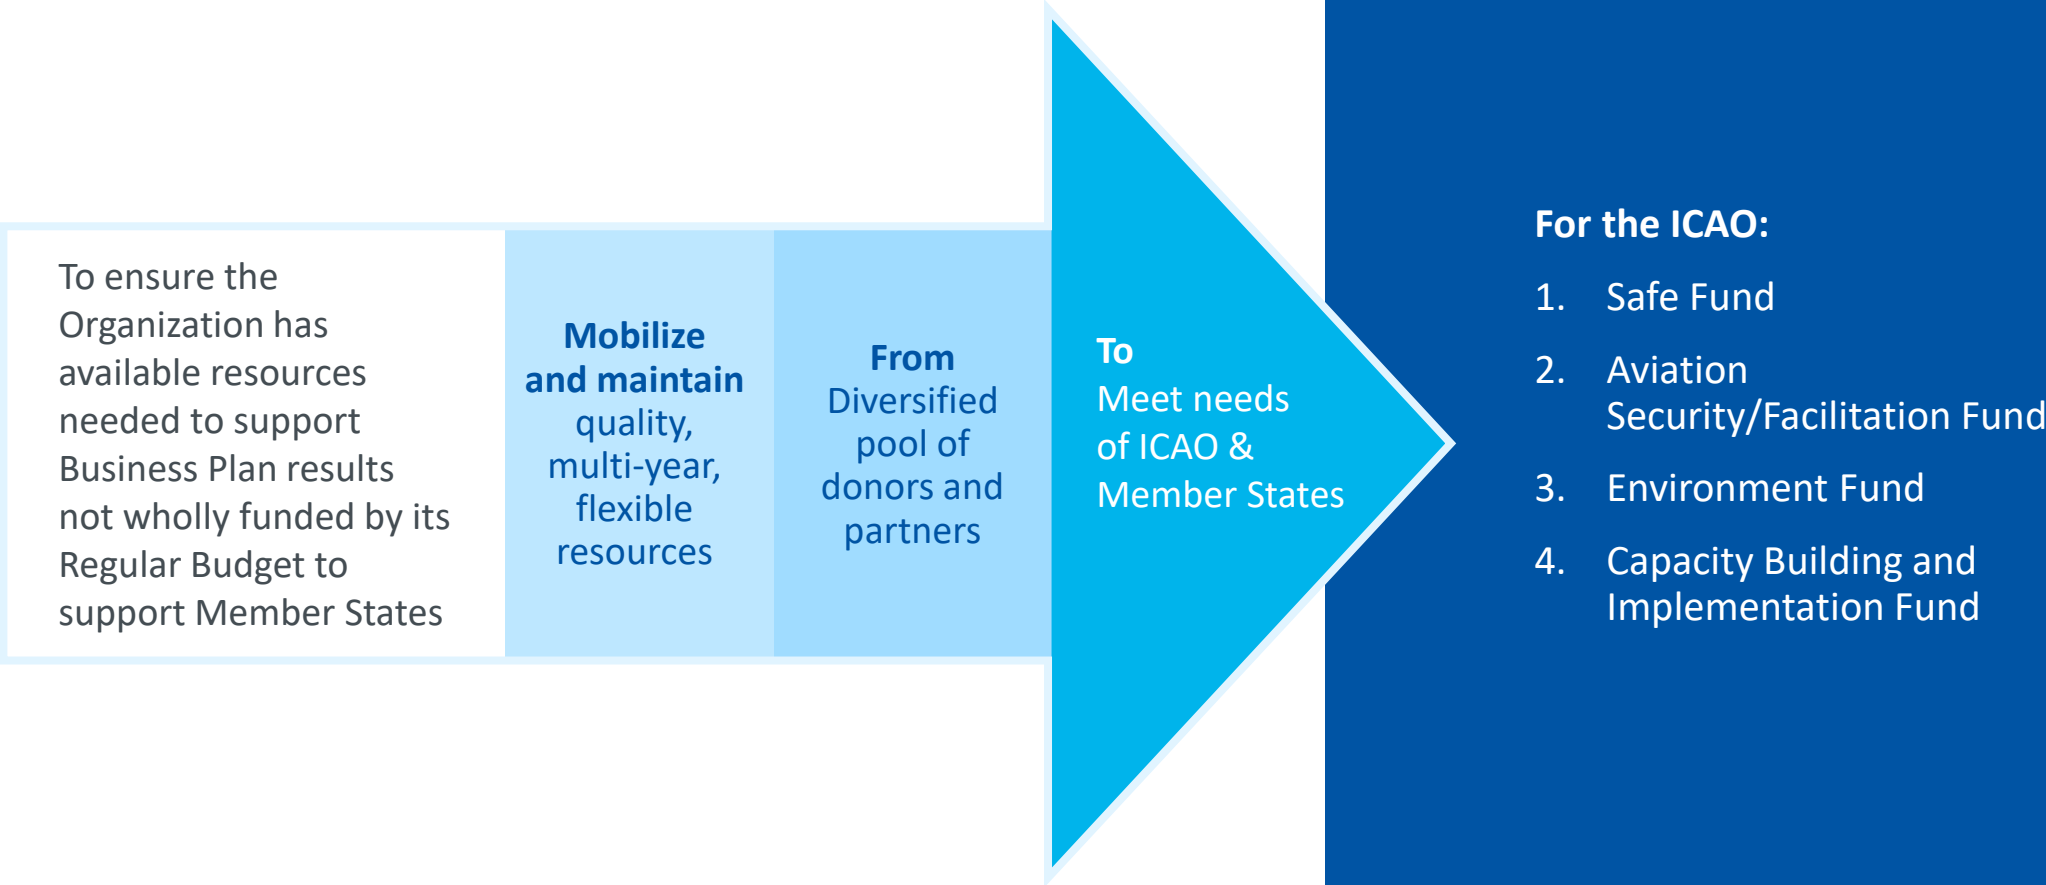 To ensure the
Organization has
available resources
needed to support
Business Plan results
not wholly funded by its
Regular Budget to
support Member States
Mobilize
and maintain
quality,
multi-year,
flexible
resources
From
Diversified
pool of
donors and
partners
To
Meet needs
of ICAO &
Member States
For the ICAO:
1. Safe Fund
2. Aviation
Security/Facilitation Fund
3. Environment Fund
4. Capacity Building and
Implementation Fund